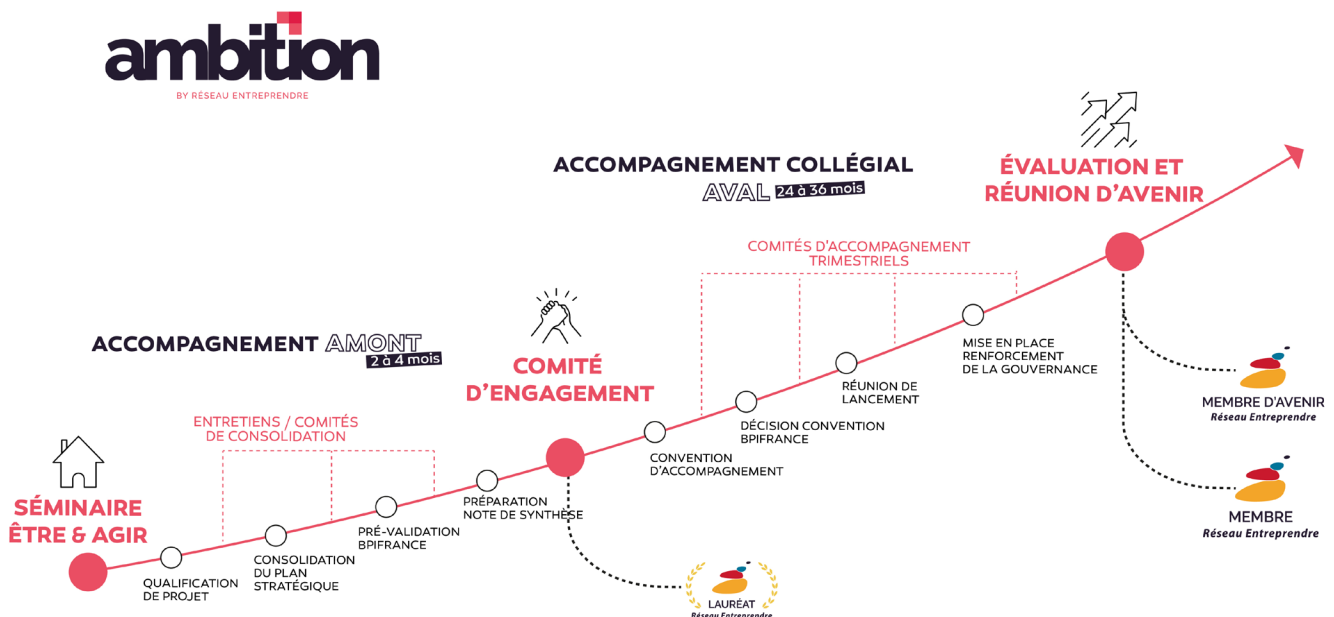 ambition
BY RÉSEAU ENTREPRENDRE
ACCOMPAGNEMENT COLLÉGIAL
AVAL 24 à 36 mois
ÉVALUATION ET
RÉUNION D'AVENIR
COMITÉS D'ACCOMPAGNEMENT
TRIMESTRIELS
ACCOMPAGNEMENT AMONT
2 à 4 mois
COMITÉ
D'ENGAGEMENT
MISE EN PLACE
RENFORCEMENT
DE LA GOUVERNANCE
RÉUNION DE
LANCEMENT
MEMBRE D'AVENIR
Réseau Entreprendre
ENTRETIENS / COMITÉS
DE CONSOLIDATION
DÉCISION CONVENTION
BPIFRANCE
CONVENTION
D'ACCOMPAGNEMENT
SÉMINAIRE
ÊTRE & AGIR
PRÉPARATION
NOTE DE SYNTHÈSE
MEMBRE
Réseau Entreprendre
PRÉ-VALIDATION
BPIFRANCE
CONSOLIDATION
DU PLAN
STRATÉGIQUE
QUALIFICATION
DE PROJET
LAURÉAT
Réseau Entreprendre